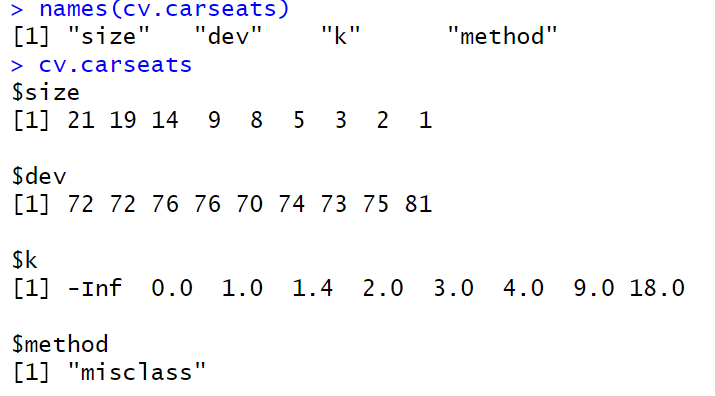 > names(cv.carseats)
[1] "size"   "dev"    "k"      "method"
> cv.carseats
$size
[1] 21 19 14  9  8  5  3  2  1

$dev
[1] 72 72 76 76 70 74 73 75 81

$k
[1] -Inf  0.0  1.0  1.4  2.0  3.0  4.0  9.0 18.0

$method
[1] "misclass"